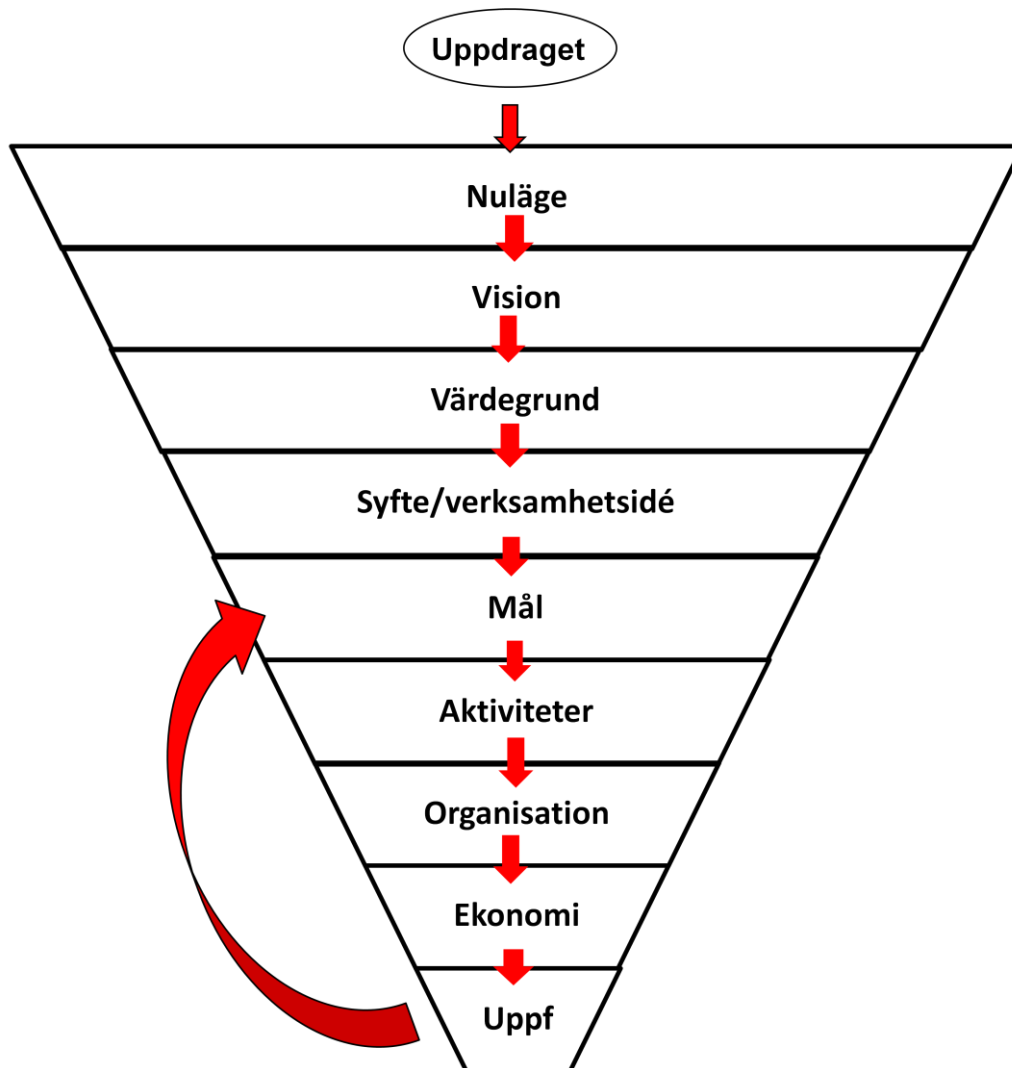 Uppdraget
Nuläge
Vision
Värdegrund
Syfte/verksamhetsidé
Mål
Aktiviteter
Organisation
Ekonomi
Uppf